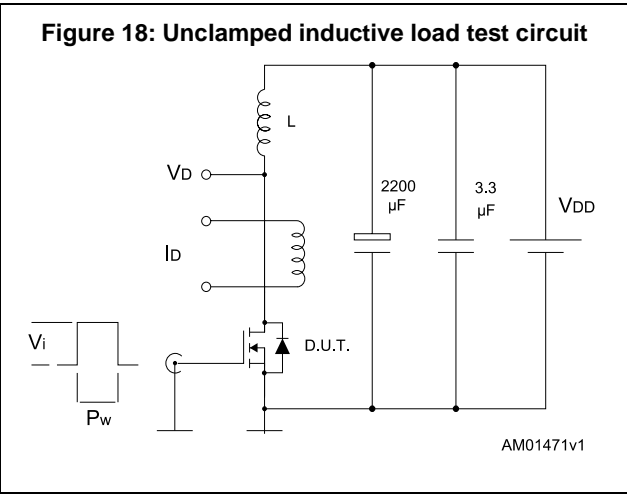 Figure 18: Unclamped inductive load test circuit
L
VD
2200
µF
3.3
µF
VDD
ID
Vi
D.U.T.
Pw
AM01471v1